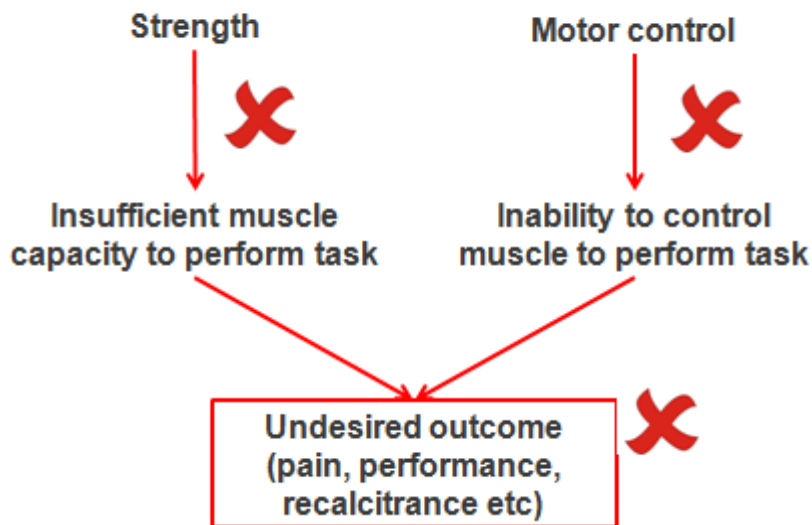 Strength
Motor control
Insufficient muscle
capacity to perform task
Inability to control
muscle to perform task
Undesired outcome
(pain, performance,
recalcitrance etc)